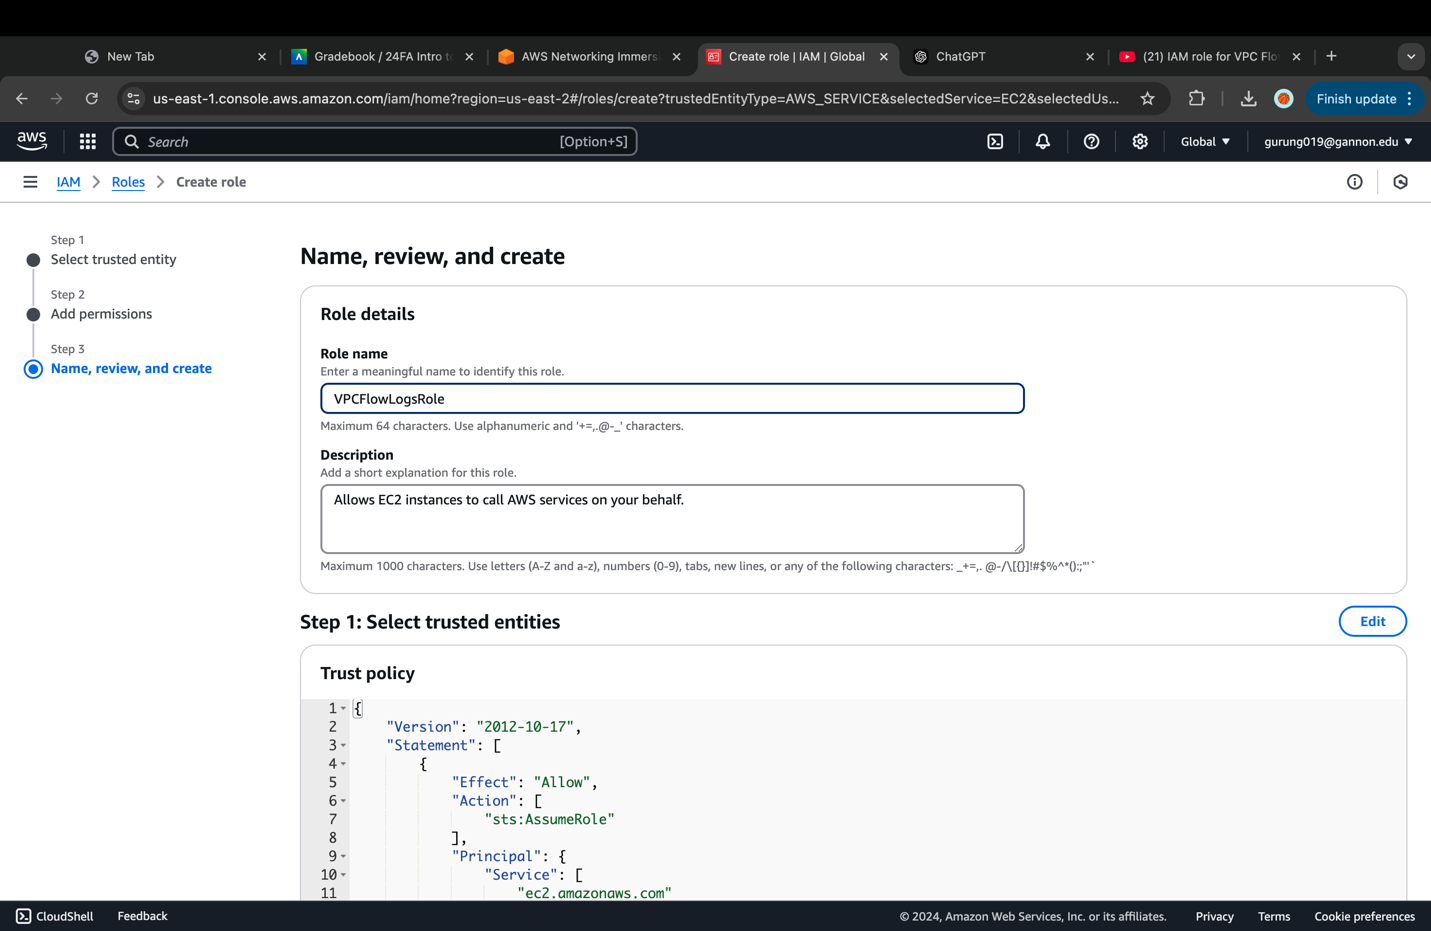 New Tab
Gradebook / 24FA Intro to
AWS Networking Immers
Create role | IAM | Global
ChatGPT
(21) IAM role for VPC Flo
us-east-1.console.aws.amazon.com/iam/home?region=us-east-2#/roles/create?trustedEntityType=AWS_SERVICE&selectedService=EC2&selectedUs...
Finish update
aws
Search
[Option+S]
Global
gurung019@gannon.edu
IAM
Roles
Create role
Step 1
Select trusted entity
Step 2
Add permissions
Step 3
Name, review, and create
Name, review, and create
Role details
Role name
Enter a meaningful name to identify this role.
VPCFlowLogsRole
Maximum 64 characters. Use alphanumeric and '+=,.@-_' characters.
Description
Add a short explanation for this role.
Allows EC2 instances to call AWS services on your behalf.
Maximum 1000 characters. Use letters (A-Z and a-z), numbers (0-9), tabs, new lines, or any of the following characters: _+=,. @-/\[{}]!#$%^*();:"'`
Step 1: Select trusted entities
Edit
Trust policy
1 {
2 "Version": "2012-10-17",
3 "Statement": [
4 {
5 "Effect": "Allow",
6 "Action": [
7 "sts:AssumeRole"
8 ],
9 "Principal": {
10 "Service": [
11 "ec2.amazonaws.com"
CloudShell
Feedback
© 2024, Amazon Web Services, Inc. or its affiliates.
Privacy
Terms
Cookie preferences